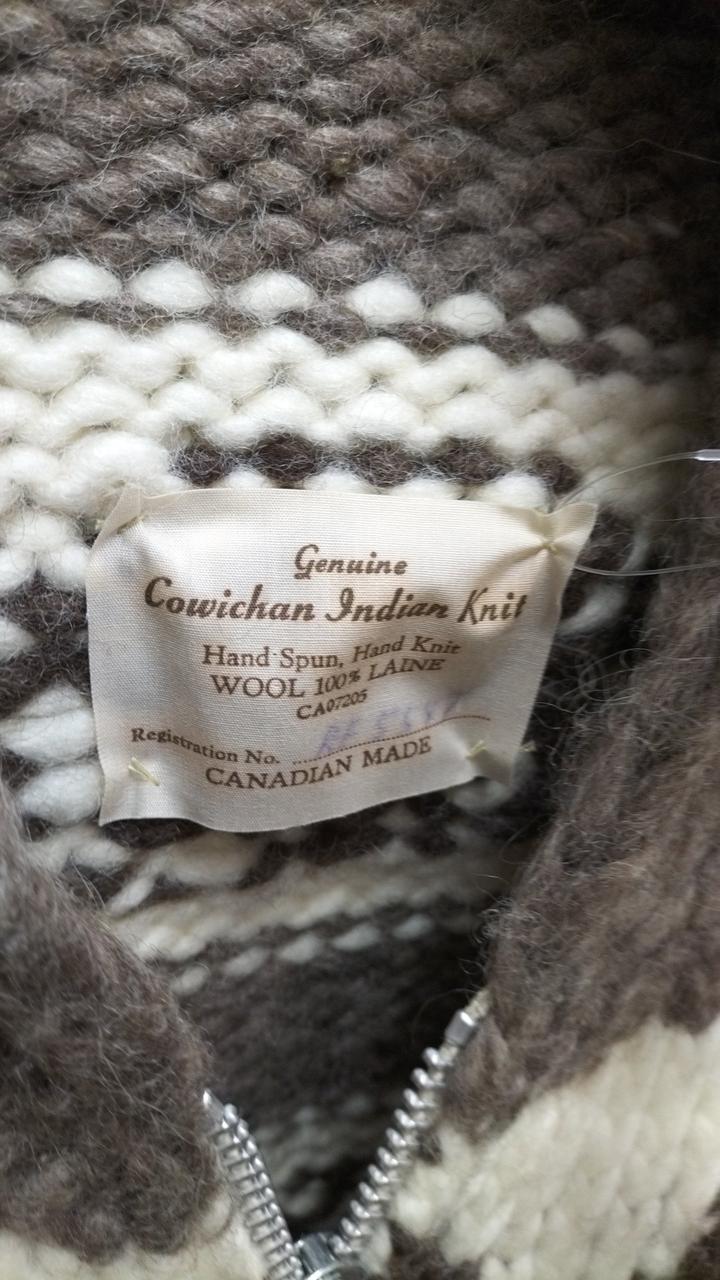 Genuine
Cowichan Indian Knit
Hand Spun, Hand Knit
WOOL 100% LAINE
CA07205
Registration No.
CANADIAN MADE